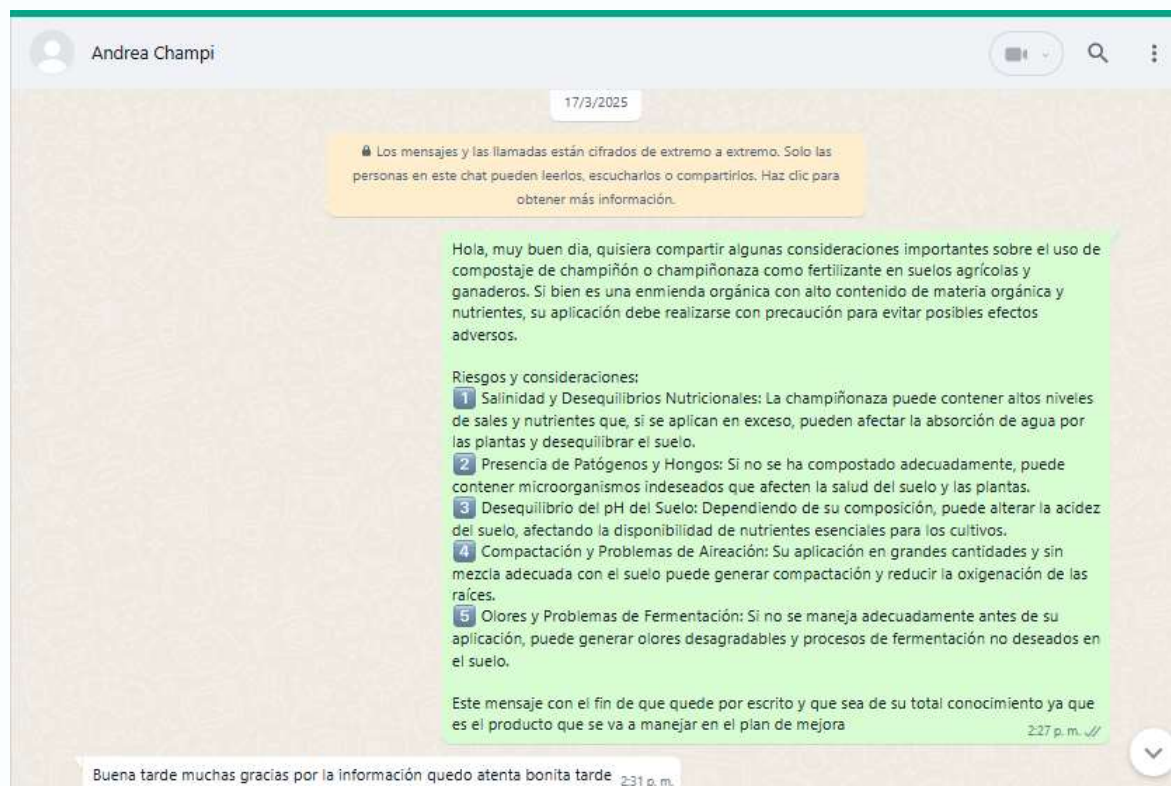 Andrea Champi
17/3/2025
Los mensajes y las llamadas están cifrados de extremo a extremo. Solo las
personas en este chat pueden leerlos, escucharlos o compartirlos. Haz clic para
obtener más información.
Hola, muy buen dia, quisiera compartir algunas consideraciones importantes sobre el uso de
compostaje de champiñón o champiñonaza como fertilizante en suelos agrícolas y
ganaderos. Si bien es una enmienda orgánica con alto contenido de materia orgánica y
nutrientes, su aplicación debe realizarse con precaución para evitar posibles efectos
adversos.
Riesgos y consideraciones:
1 Salinidad y Desequilibrios Nutricionales: La champiñonaza puede contener altos niveles
de sales y nutrientes que, si se aplican en exceso, pueden afectar la absorción de agua por
las plantas y desequilibrar el suelo.
2 Presencia de Patógenos y Hongos: Si no se ha compostado adecuadamente, puede
contener microorganismos indeseados que afecten la salud del suelo y las plantas.
3 Desequilibrio del pH del Suelo: Dependiendo de su composición, puede alterar la acidez
del suelo, afectando la disponibilidad de nutrientes esenciales para los cultivos.
4 Compactación y Problemas de Aireación: Su aplicación en grandes cantidades y sin
mezcla adecuada con el suelo puede generar compactación y reducir la oxigenación de las
raíces.
5 Olores y Problemas de Fermentación: Si no se maneja adecuadamente antes de su
aplicación, puede generar olores desagradables y procesos de fermentación no deseados en
el suelo.
Este mensaje con el fin de que quede por escrito y que sea de su total conocimiento ya que
es el producto que se va a manejar en el plan de mejora
2:27 p. m.
Buena tarde muchas gracias por la información quedo atenta bonita tarde 2:31 p. m.